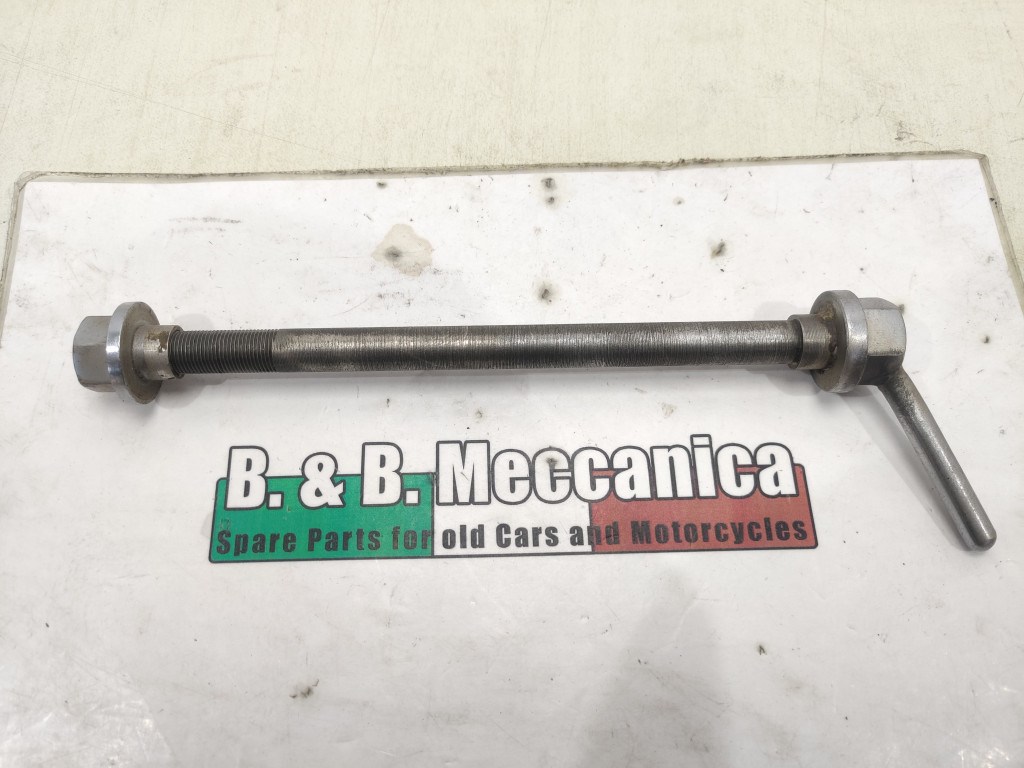 B. & B. Meccanica
Spare Parts for old Cars and Motorcycles